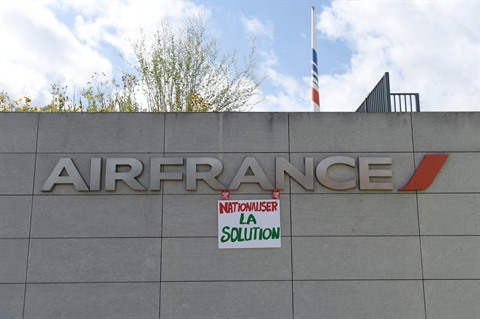 AIRFRANCE
NATIONALISER
LA
SOLUTION